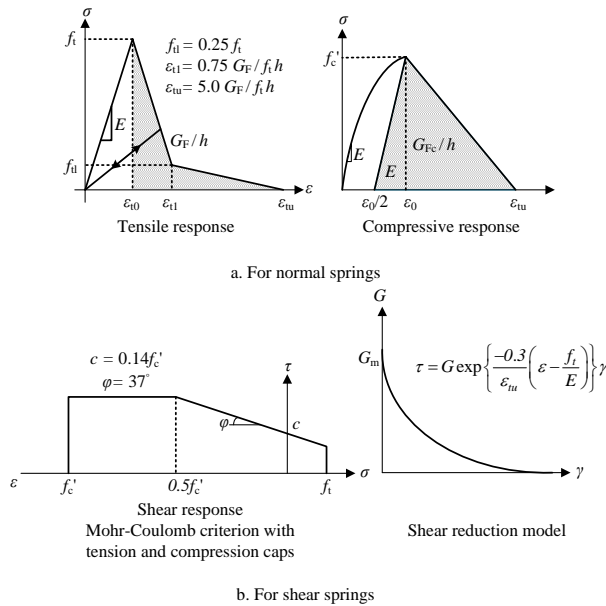 σ
f_t
f_tl = 0.25 f_t
ε_t1 = 0.75 G_F / f_t h
ε_tu = 5.0 G_F / f_t h
E
G_F / h
f_tl
ε_t0
ε_t1
ε_tu
ε
Tensile response
σ
f_c'
E
E
G_Fc / h
ε_0/2
ε_0
ε_tu
Compressive response
a. For normal springs
c = 0.14f_c'
φ = 37°
τ
φ
c
ε
f_c'
0.5f_c'
f_t
σ
Shear response
Mohr-Coulomb criterion with
tension and compression caps
G
G_m
τ = G exp{ -0.3/ε_tu ( ε − f_t/E ) } γ
γ
Shear reduction model
b. For shear springs